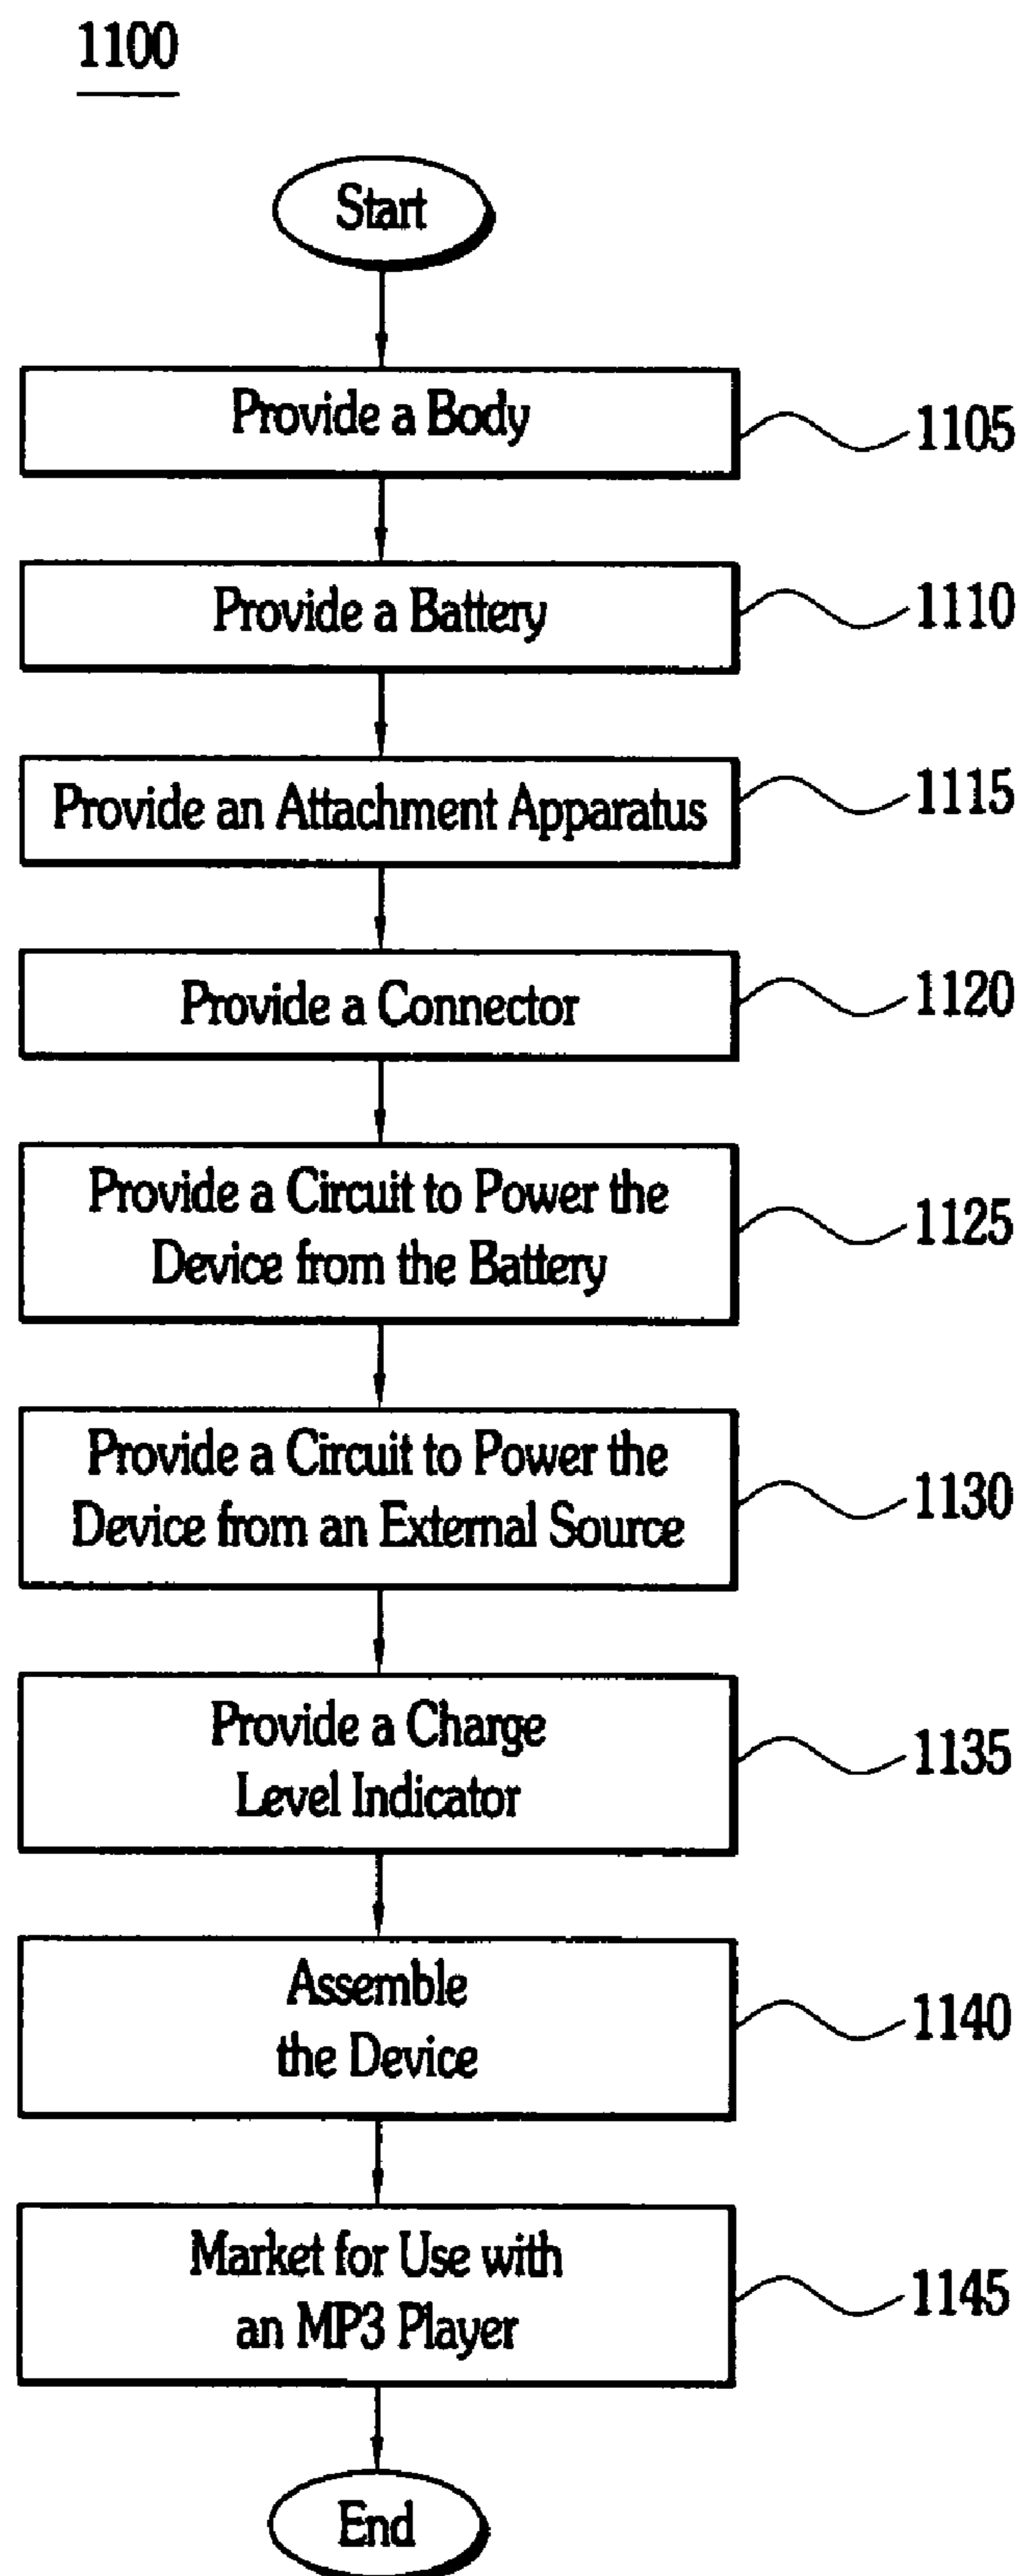 1100
Start
Provide a Body
1105
Provide a Battery
1110
Provide an Attachment Apparatus
1115
Provide a Connector
1120
Provide a Circuit to Power the
Device from the Battery
1125
Provide a Circuit to Power the
Device from an External Source
1130
Provide a Charge
Level Indicator
1135
Assemble
the Device
1140
Market for Use with
an MP3 Player
1145
End